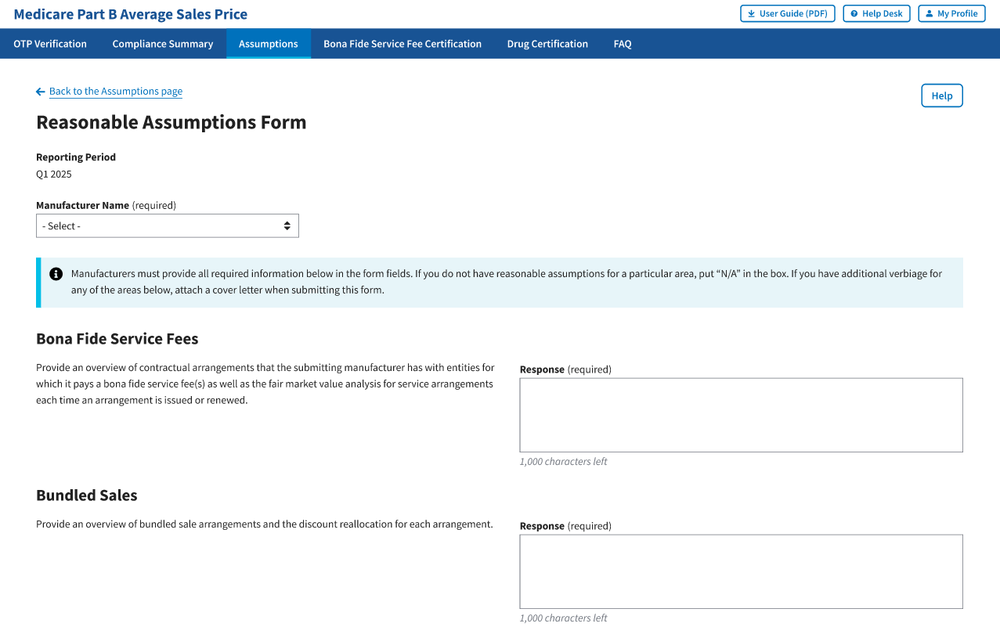 Medicare Part B Average Sales Price
User Guide (PDF)
Help Desk
My Profile
OTP Verification
Compliance Summary
Assumptions
Bona Fide Service Fee Certification
Drug Certification
FAQ
Back to the Assumptions page
Help
Reasonable Assumptions Form
Reporting Period
Q1 2025
Manufacturer Name (required)
- Select -
Manufacturers must provide all required information below in the form fields. If you do not have reasonable assumptions for a particular area, put “N/A” in the box. If you have additional verbiage for
any of the areas below, attach a cover letter when submitting this form.
Bona Fide Service Fees
Provide an overview of contractual arrangements that the submitting manufacturer has with entities for
which it pays a bona fide service fee(s) as well as the fair market value analysis for service arrangements
each time an arrangement is issued or renewed.
Response (required)
1,000 characters left
Bundled Sales
Provide an overview of bundled sale arrangements and the discount reallocation for each arrangement.
Response (required)
1,000 characters left